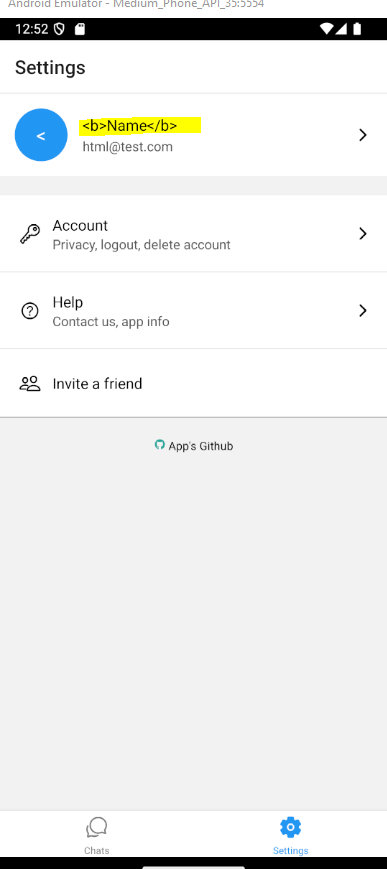 Android Emulator - Medium_Phone_API_35:5554
12:52
Settings
<
<b>Name</b>
html@test.com
Account
Privacy, logout, delete account
Help
Contact us, app info
Invite a friend
App's Github
Chats
Settings